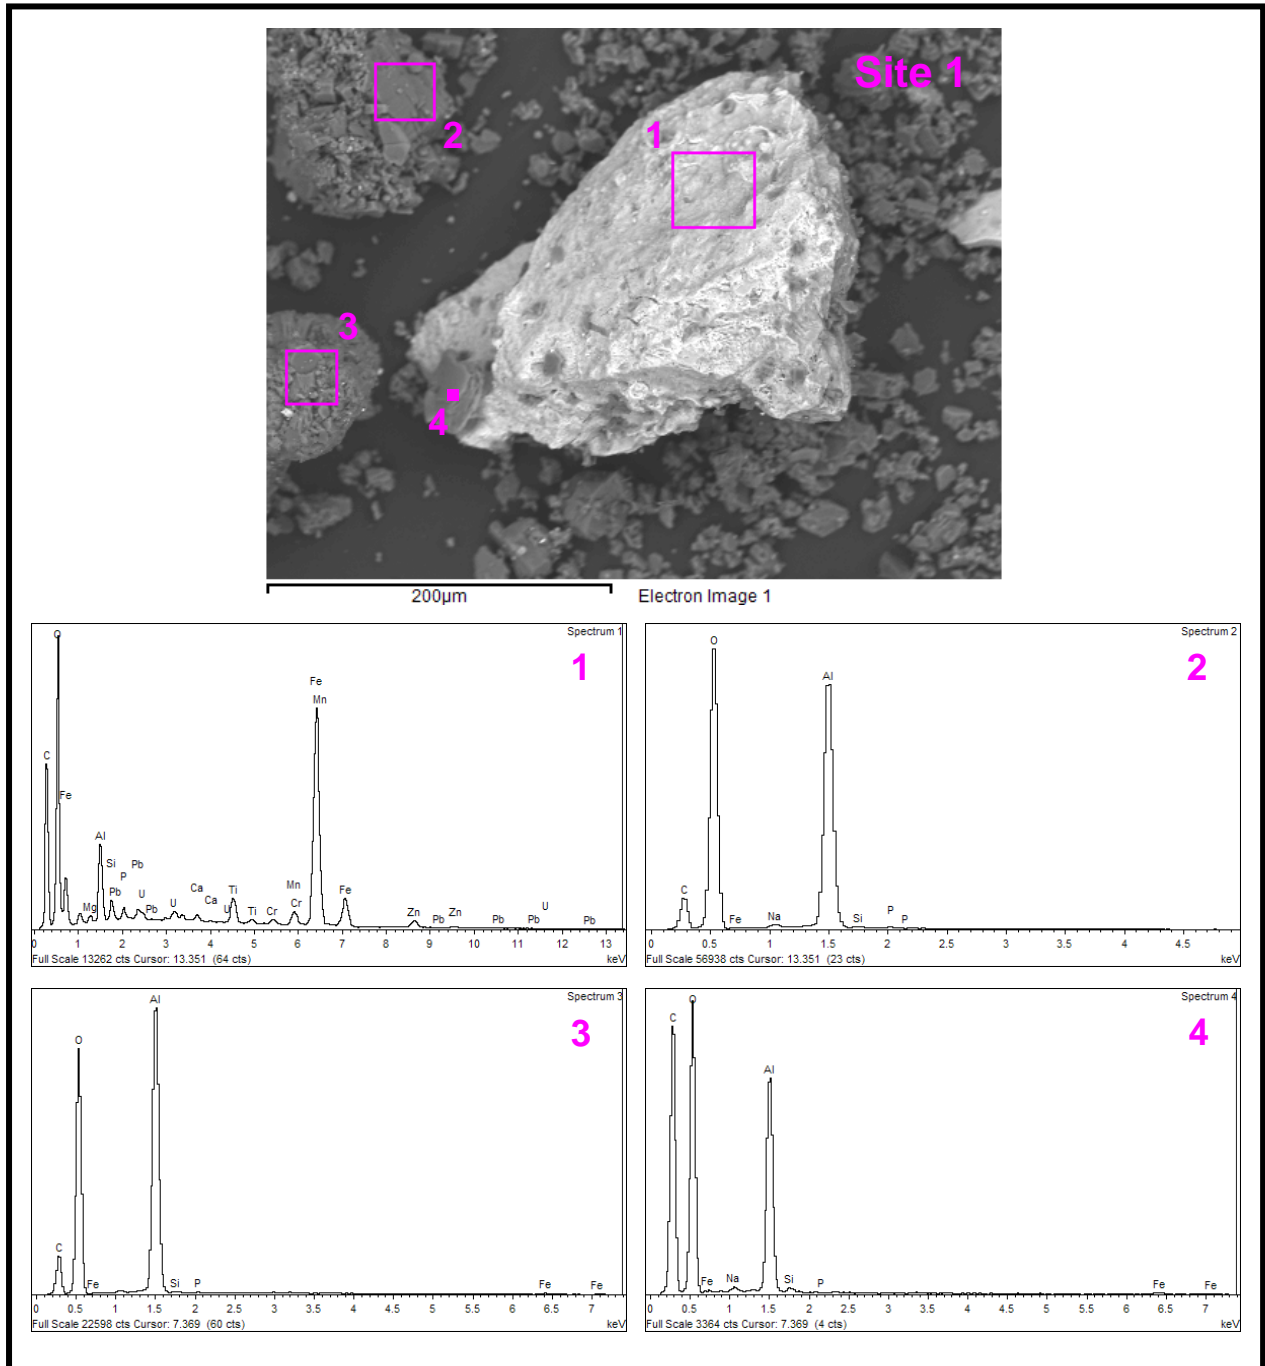 Site 1
1
2
3
4
200µm Electron Image 1
Spectrum 1
1
O
C
Fe
Fe
Mn
Al
Si
Pb
Mg
P
Pb
U
Pb
U
Ca
Ca
U
Ti
Ti
Cr
Mn
Cr
Fe
Zn
Pb
Zn
Pb
Pb
U
Pb
0 1 2 3 4 5 6 7 8 9 10 11 12 13
Full Scale 13262 cts Cursor: 13.351 (64 cts) keV
Spectrum 2
2
O
Al
C
Fe
Na
Si
P
P
0 0.5 1 1.5 2 2.5 3 3.5 4 4.5
Full Scale 56938 cts Cursor: 13.351 (23 cts) keV
Spectrum 3
3
Al
O
C
Fe
Si
P
Fe
Fe
0 0.5 1 1.5 2 2.5 3 3.5 4 4.5 5 5.5 6 6.5 7
Full Scale 22598 cts Cursor: 7.369 (60 cts) keV
Spectrum 4
4
O
C
Al
Fe
Na
Si
P
Fe
Fe
0 0.5 1 1.5 2 2.5 3 3.5 4 4.5 5 5.5 6 6.5 7
Full Scale 3364 cts Cursor: 7.369 (4 cts) keV